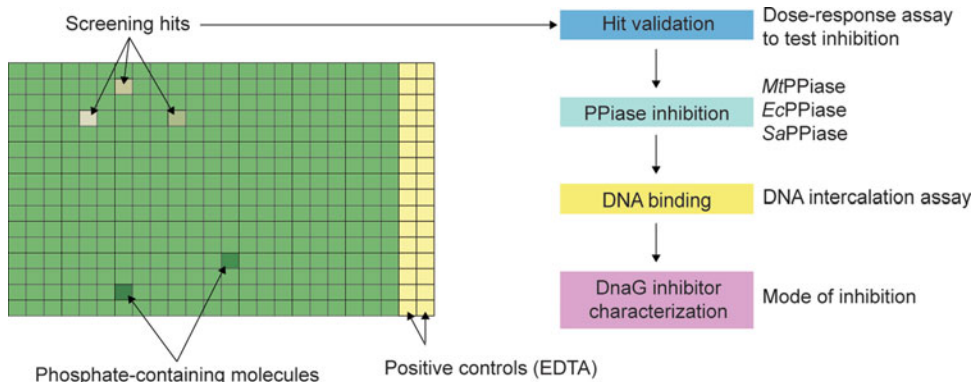 Screening hits
Hit validation
Dose-response assay
to test inhibition
PPiase inhibition
MtPPiase
EcPPiase
SaPPiase
DNA binding
DNA intercalation assay
DnaG inhibitor
characterization
Mode of inhibition
Phosphate-containing molecules
Positive controls (EDTA)